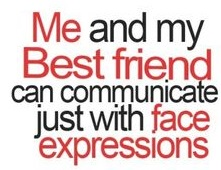 Me and my
Best friend
can communicate
just with face
expressions